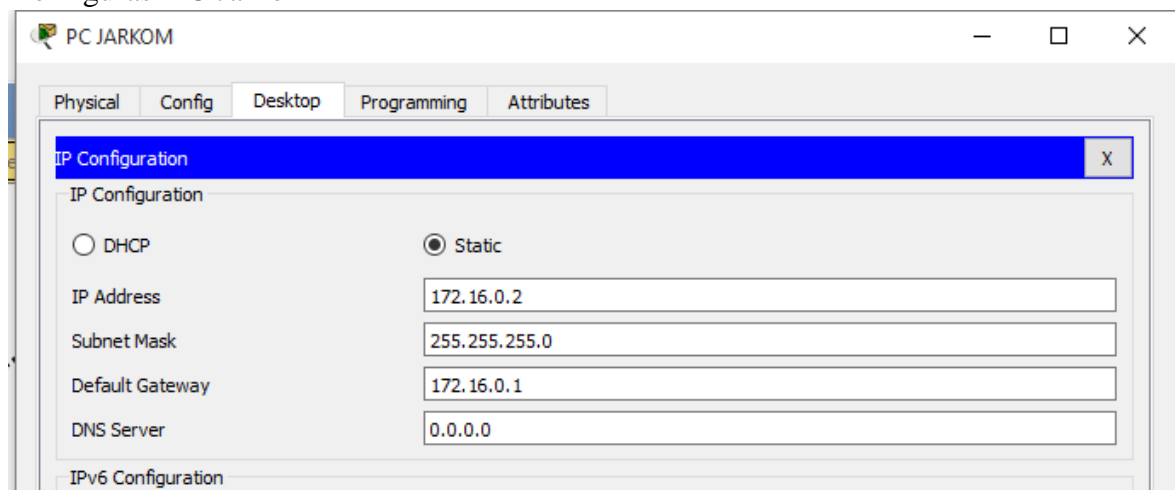 PC JARKOM
Physical Config Desktop Programming Attributes
IP Configuration X
IP Configuration
DHCP Static
IP Address 172.16.0.2
Subnet Mask 255.255.255.0
Default Gateway 172.16.0.1
DNS Server 0.0.0.0
IPv6 Configuration